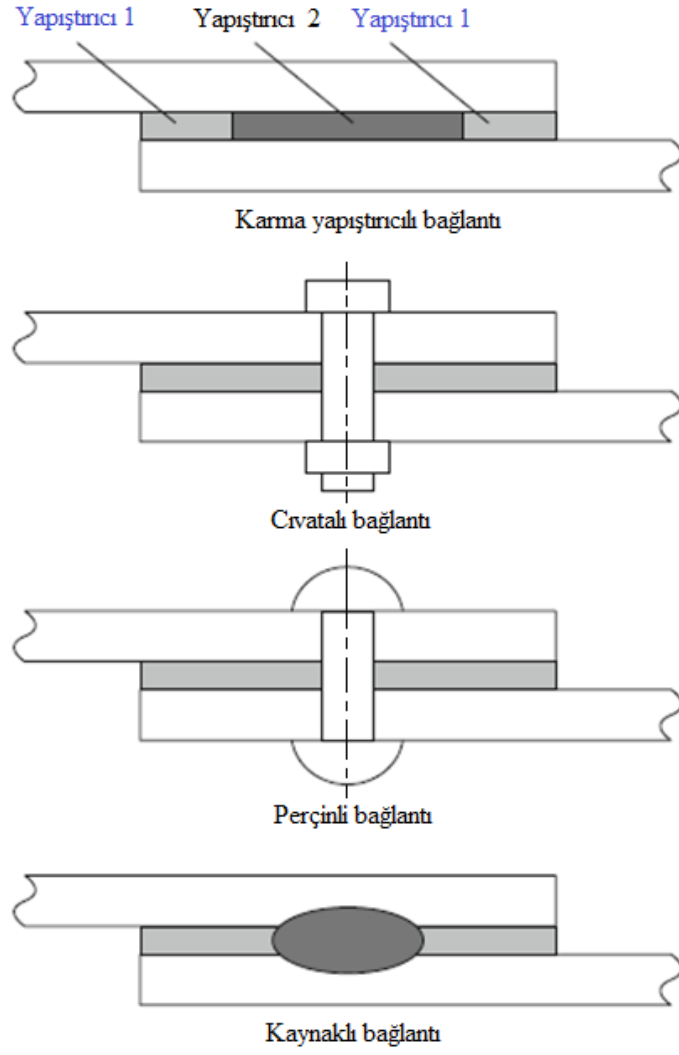 Yapıştırıcı 1 Yapıştırıcı 2 Yapıştırıcı 1
Karma yapıştırıcılı bağlantı
Cıvatalı bağlantı
Perçinli bağlantı
Kaynaklı bağlantı